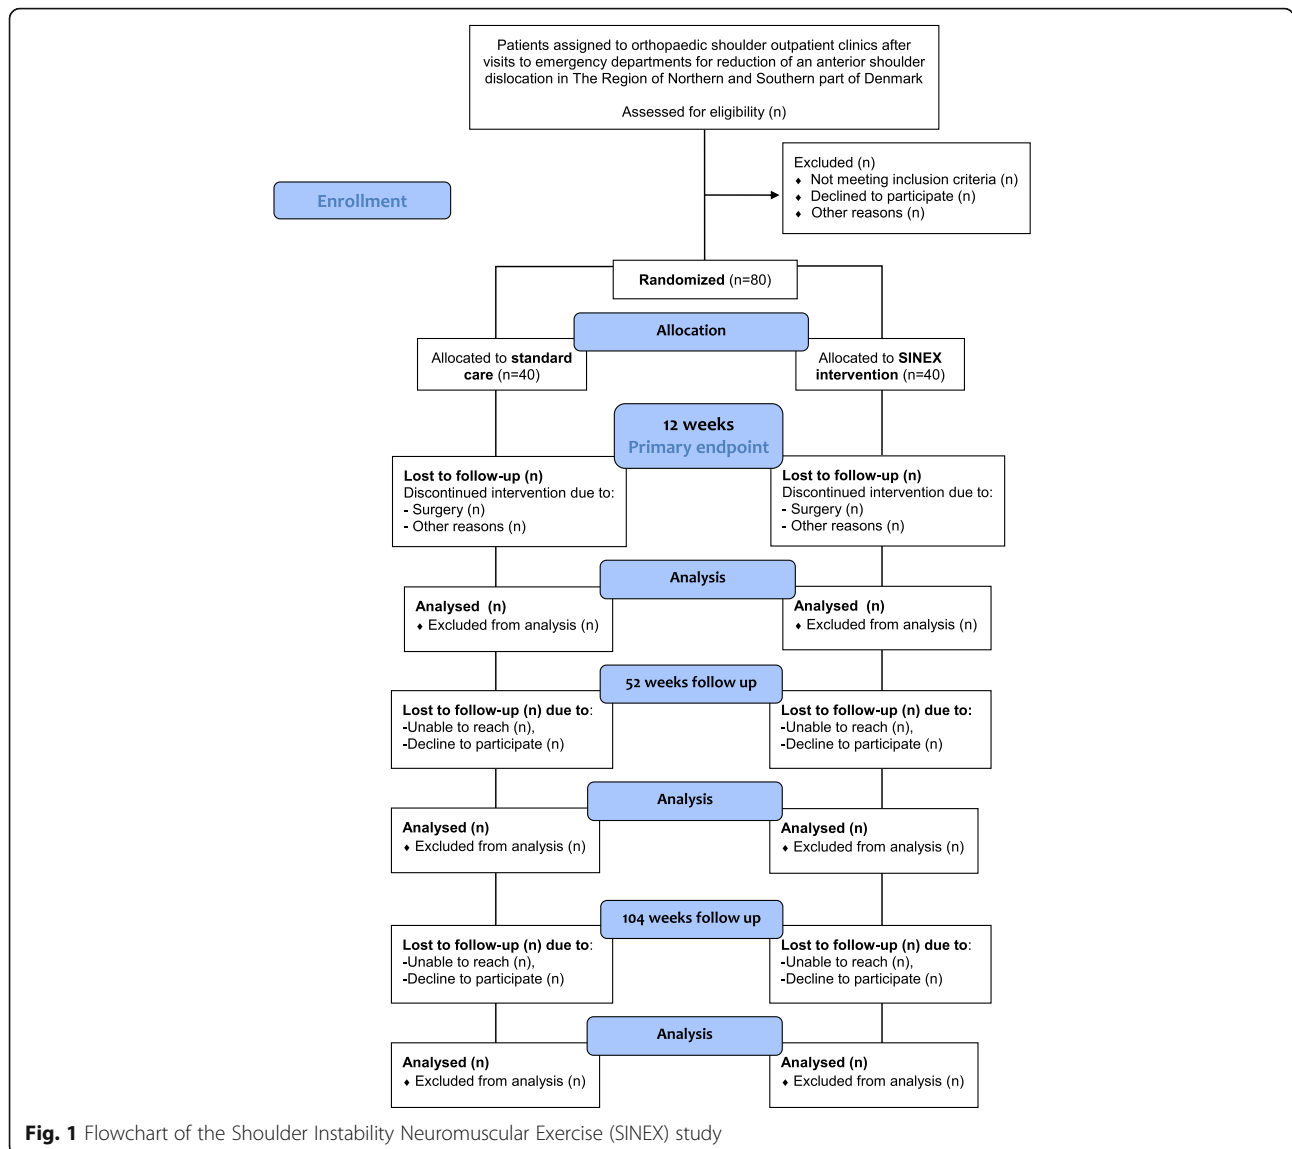 Patients assigned to orthopaedic shoulder outpatient clinics after
visits to emergency departments for reduction of an anterior shoulder
dislocation in The Region of Northern and Southern part of Denmark
Assessed for eligibility (n)
Excluded (n)
♦ Not meeting inclusion criteria (n)
♦ Declined to participate (n)
♦ Other reasons (n)
Enrollment
Randomized (n=80)
Allocation
Allocated to standard
care (n=40)
Allocated to SINEX
intervention (n=40)
12 weeks
Primary endpoint
Lost to follow-up (n)
Discontinued intervention due to:
- Surgery (n)
- Other reasons (n)
Lost to follow-up (n)
Discontinued intervention due to:
- Surgery (n)
- Other reasons (n)
Analysis
Analysed (n)
♦ Excluded from analysis (n)
Analysed (n)
♦ Excluded from analysis (n)
52 weeks follow up
Lost to follow-up (n) due to:
-Unable to reach (n),
-Decline to participate (n)
Lost to follow-up (n) due to:
-Unable to reach (n),
-Decline to participate (n)
Analysis
Analysed (n)
♦ Excluded from analysis (n)
Analysed (n)
♦ Excluded from analysis (n)
104 weeks follow up
Lost to follow-up (n) due to:
-Unable to reach (n),
-Decline to participate (n)
Lost to follow-up (n) due to:
-Unable to reach (n),
-Decline to participate (n)
Analysis
Analysed (n)
♦ Excluded from analysis (n)
Analysed (n)
♦ Excluded from analysis (n)
Fig. 1 Flowchart of the Shoulder Instability Neuromuscular Exercise (SINEX) study